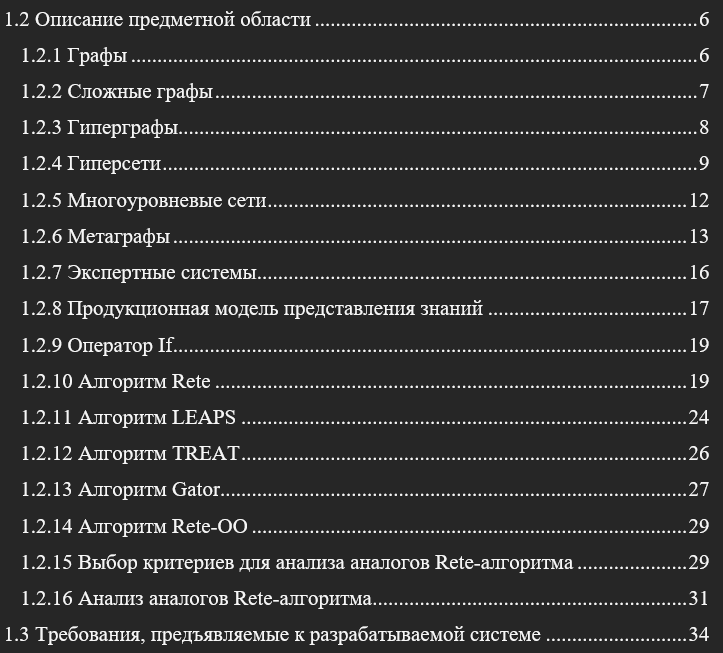 1.2 Описание предметной области ..... 6
1.2.1 Графы ..... 6
1.2.2 Сложные графы ..... 7
1.2.3 Гиперграфы ..... 8
1.2.4 Гиперсети ..... 9
1.2.5 Многоуровневые сети ..... 12
1.2.6 Метаграфы ..... 13
1.2.7 Экспертные системы ..... 16
1.2.8 Продукционная модель представления знаний ..... 17
1.2.9 Оператор If ..... 19
1.2.10 Алгоритм Rete ..... 19
1.2.11 Алгоритм LEAPS ..... 24
1.2.12 Алгоритм TREAT ..... 26
1.2.13 Алгоритм Gator ..... 27
1.2.14 Алгоритм Rete-OO ..... 29
1.2.15 Выбор критериев для анализа аналогов Rete-алгоритма ..... 29
1.2.16 Анализ аналогов Rete-алгоритма ..... 31
1.3 Требования, предъявляемые к разрабатываемой системе ..... 34